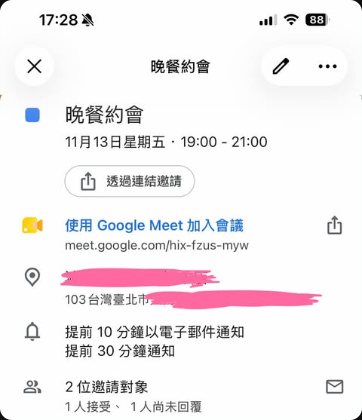 17:28
88
晚餐約會
晚餐約會
11月13日星期五・19:00 - 21:00
透過連結邀請
使用 Google Meet 加入會議
meet.google.com/hix-fzus-myw
103台灣臺北市
提前 10 分鐘以電子郵件通知
提前 30 分鐘通知
2 位邀請對象
1 人接受、 1 人尚未回覆